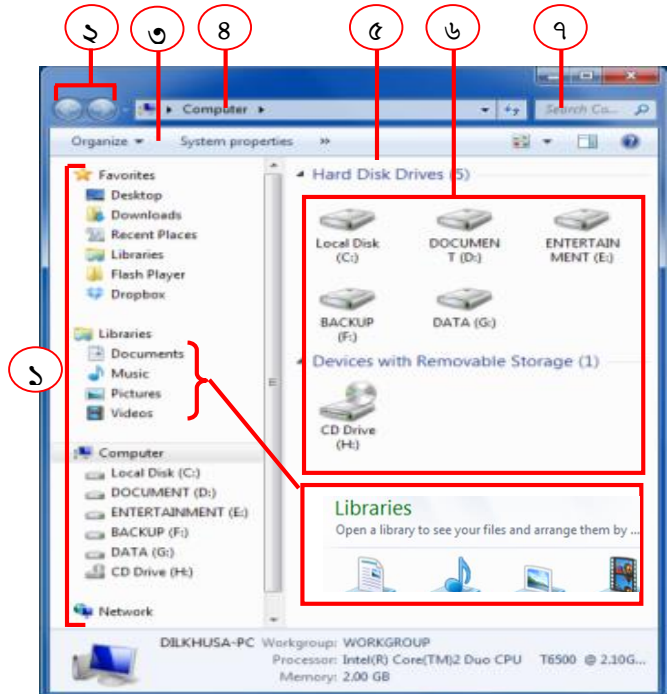 ২ ৩ ৪ ৫ ৬ ৭
Computer
Search Co...
Organize System properties »
Favorites
Desktop
Downloads
Recent Places
Libraries
Flash Player
Dropbox
Libraries
Documents
Music
Pictures
Videos
১
Computer
Local Disk (C:)
DOCUMENT (D:)
ENTERTAINMENT (E:)
BACKUP (F:)
DATA (G:)
CD Drive (H:)
Network
Hard Disk Drives (5)
Local Disk (C:)
DOCUMENT (D:)
ENTERTAINMENT (E:)
BACKUP (F:)
DATA (G:)
Devices with Removable Storage (1)
CD Drive (H:)
Libraries
Open a library to see your files and arrange them by ...
DILKHUSA-PC Workgroup: WORKGROUP
Processor: Intel(R) Core(TM)2 Duo CPU T6500 @ 2.10G...
Memory: 2.00 GB